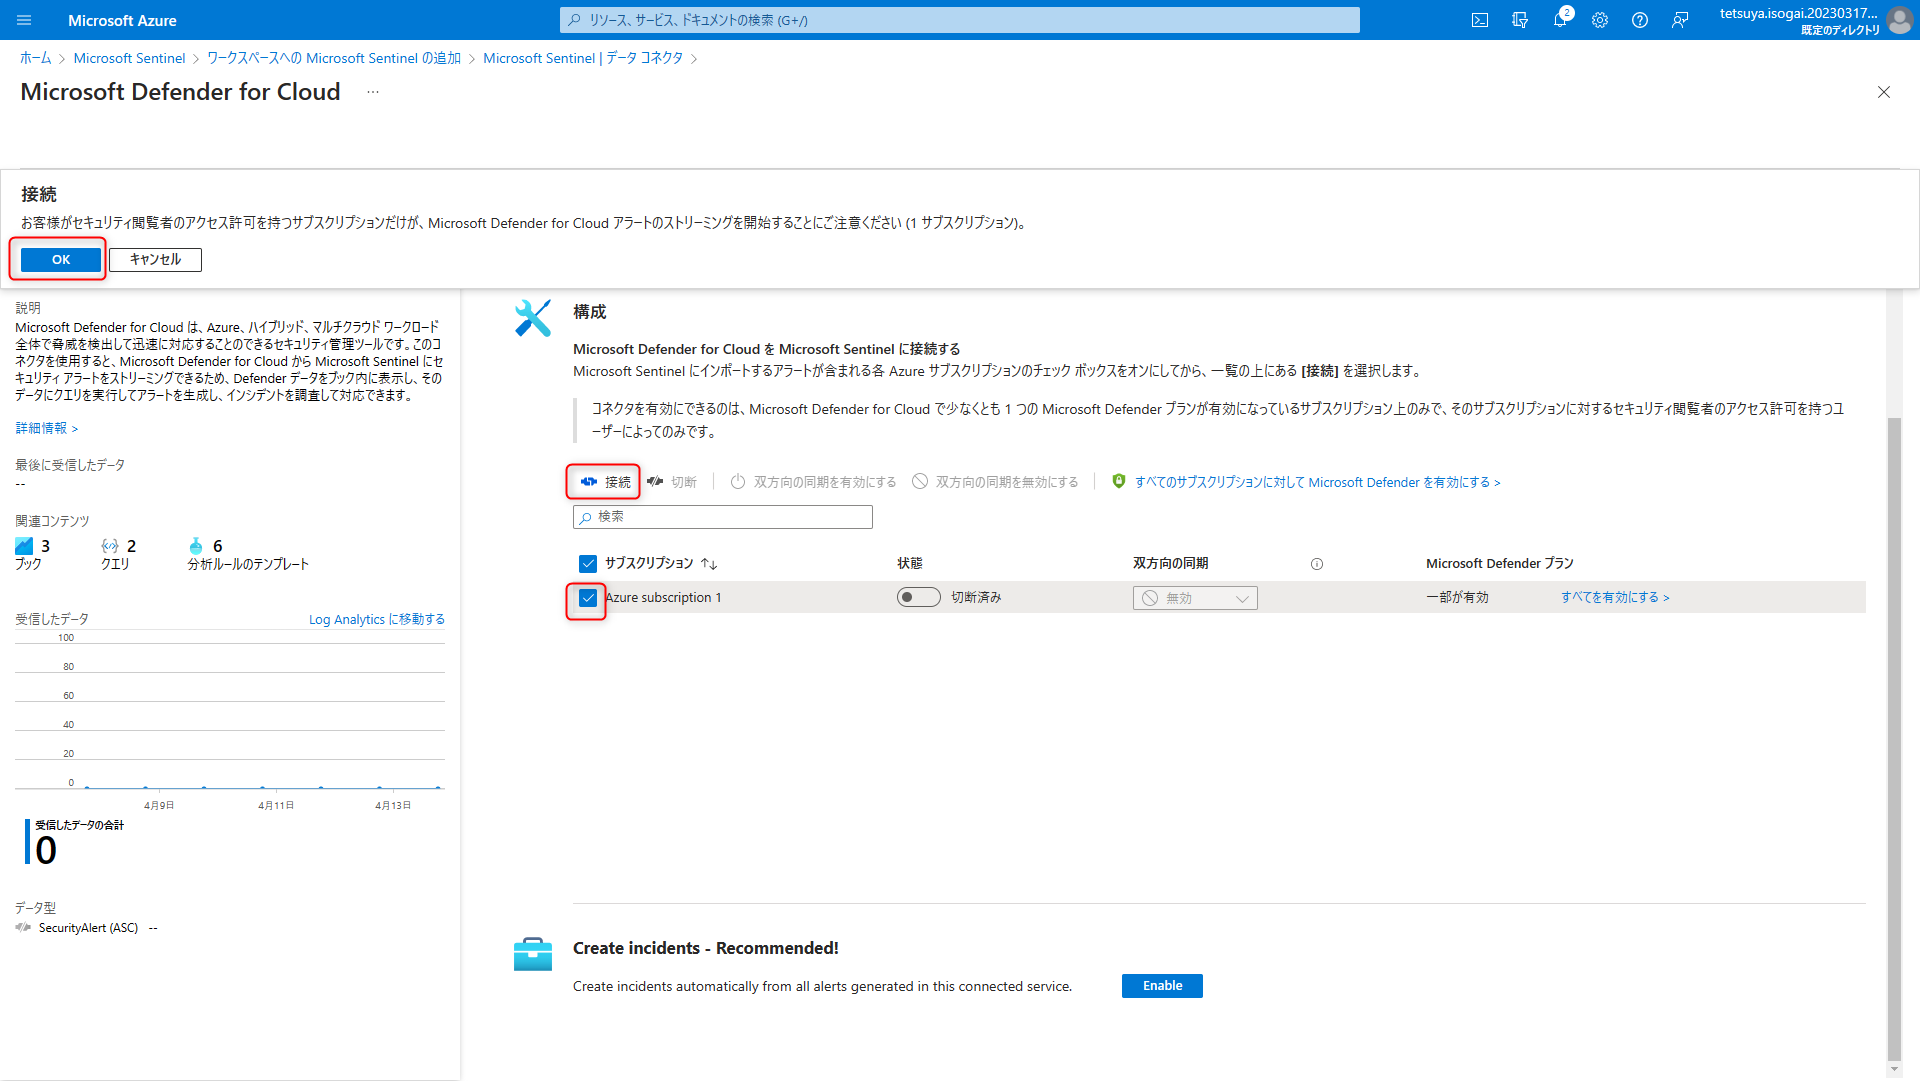 Microsoft Azure
リソース、サービス、ドキュメントの検索 (G+/)
2
tetsuya.isogai.20230317...
既定のディレクトリ
ホーム > Microsoft Sentinel > ワークスペースへの Microsoft Sentinel の追加 > Microsoft Sentinel | データ コネクタ >
Microsoft Defender for Cloud ...
接続
お客様がセキュリティ閲覧者のアクセス許可を持つサブスクリプションだけが、Microsoft Defender for Cloud アラートのストリーミングを開始することにご注意ください (1 サブスクリプション)。
OK
キャンセル
説明
Microsoft Defender for Cloud は、Azure、ハイブリッド、マルチクラウド ワークロード
全体で脅威を検出して迅速に対応することのできるセキュリティ管理ツールです。このコ
ネクタを使用すると、Microsoft Defender for Cloud から Microsoft Sentinel にセ
キュリティ アラートをストリーミングできるため、Defender データをブック内に表示し、その
データにクエリを実行してアラートを生成し、インシデントを調査して対応できます。
詳細情報 >
最後に受信したデータ
--
関連コンテンツ
3
ブック
2
クエリ
6
分析ルールのテンプレート
受信したデータ
Log Analytics に移動する
100
80
60
40
20
0
4月9日
4月11日
4月13日
受信したデータの合計
0
データ型
SecurityAlert (ASC) --
構成
Microsoft Defender for Cloud を Microsoft Sentinel に接続する
Microsoft Sentinel にインポートするアラートが含まれる各 Azure サブスクリプションのチェック ボックスをオンにしてから、一覧の上にある [接続] を選択します。
コネクタを有効にできるのは、Microsoft Defender for Cloud で少なくとも 1 つの Microsoft Defender プランが有効になっているサブスクリプション上のみで、そのサブスクリプションに対するセキュリティ閲覧者のアクセス許可を持つユ
ーザーによってのみです。
接続
切断
双方向の同期を有効にする
双方向の同期を無効にする
すべてのサブスクリプションに対して Microsoft Defender を有効にする >
検索
サブスクリプション ↑↓
状態
双方向の同期
Microsoft Defender プラン
Azure subscription 1
切断済み
無効
一部が有効
すべてを有効にする >
Create incidents - Recommended!
Create incidents automatically from all alerts generated in this connected service.
Enable